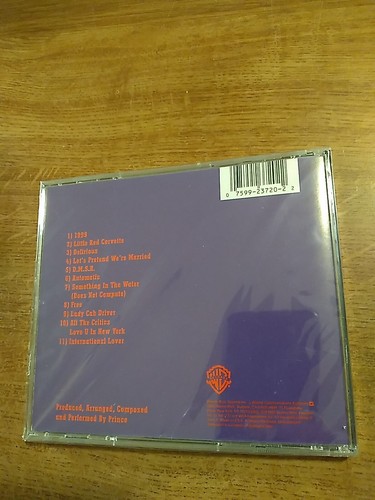 0 7599-23720-2 2
1) 1999
2) Little Red Corvette
3) Delirious
4) Let's Pretend We're Married
5) D.M.S.R.
6) Automatic
7) Something In The Water
(Does Not Compute)
8) Free
9) Lady Cab Driver
10) All The Critics
Love U In New York
11) International Lover
Produced, Arranged, Composed
and Performed By Prince